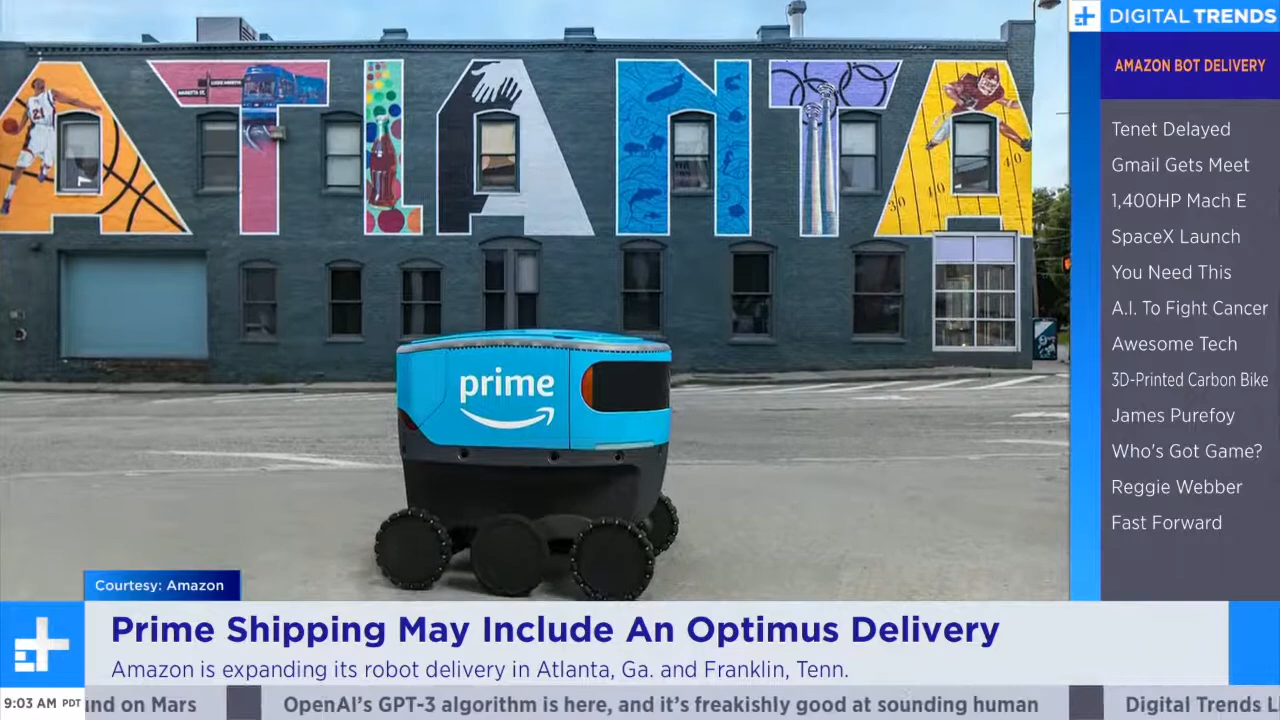 DIGITAL TRENDS
AMAZON BOT DELIVERY
Tenet Delayed
Gmail Gets Meet
1,400HP Mach E
SpaceX Launch
You Need This
A.I. To Fight Cancer
Awesome Tech
3D-Printed Carbon Bike
James Purefoy
Who's Got Game?
Reggie Webber
Fast Forward
ATLANTA
21
30
40
40
prime
Courtesy: Amazon
Prime Shipping May Include An Optimus Delivery
Amazon is expanding its robot delivery in Atlanta, Ga. and Franklin, Tenn.
9:03 AM PDT
nd on Mars
OpenAI's GPT-3 algorithm is here, and it's freakishly good at sounding human
Digital Trends L